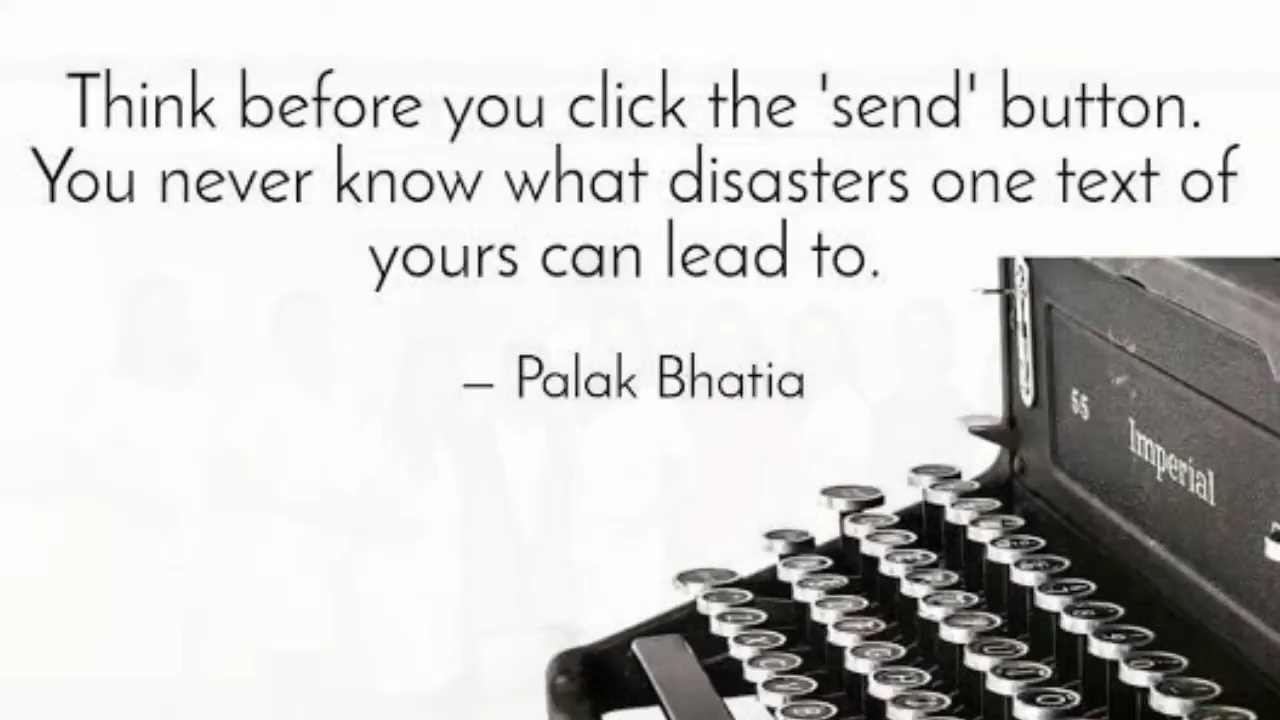 Think before you click the 'send' button.
You never know what disasters one text of
yours can lead to.
– Palak Bhatia
55
Imperial